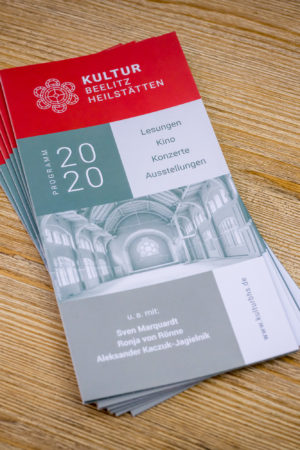 KULTUR
BEELITZ
HEILSTÄTTEN
PROGRAMM
20
20
Lesungen
Kino
Konzerte
Ausstellungen
u. a. mit:
Sven Marquardt
Ronja von Rönne
Aleksander Kaczuk-Jagielnik
www.kulturbhs.de